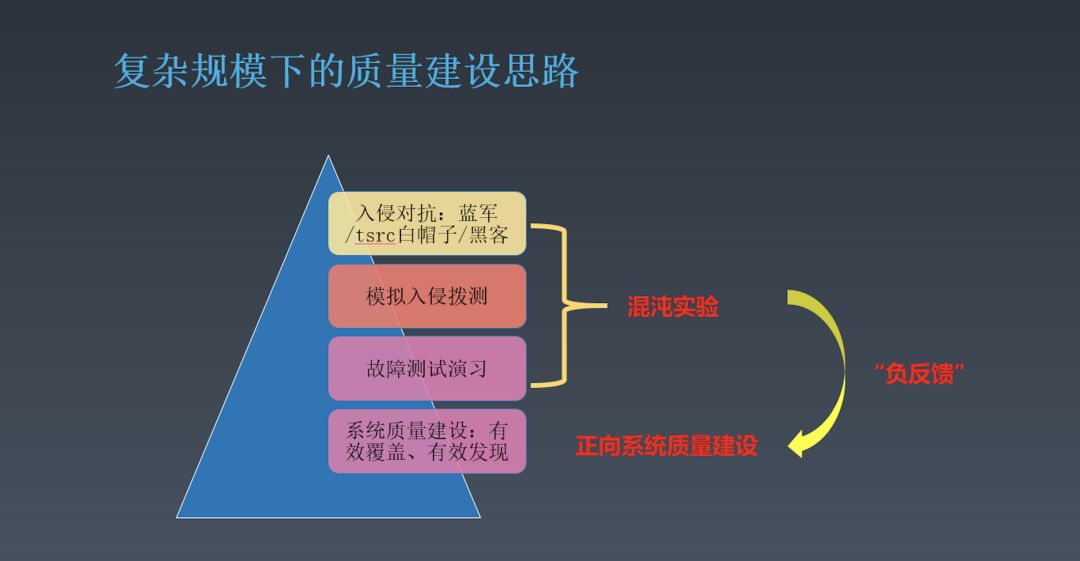 复杂规模下的质量建设思路
入侵对抗：蓝军
/tsrc白帽子/黑客
模拟入侵拨测
故障测试演习
系统质量建设：有
效覆盖、有效发现
混沌实验
“负反馈”
正向系统质量建设